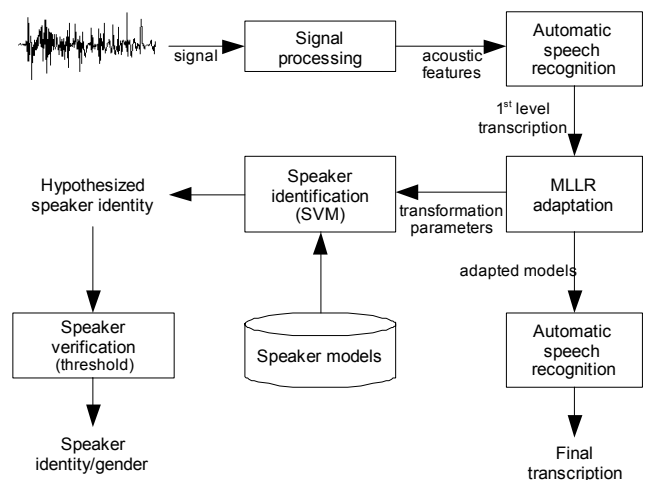 signal
Signal
processing
acoustic
features
Automatic
speech
recognition
1st level
transcription
MLLR
adaptation
transformation
parameters
Speaker
identification
(SVM)
Hypothesized
speaker identity
adapted models
Speaker
verification
(threshold)
Speaker models
Automatic
speech
recognition
Speaker
identity/gender
Final
transcription